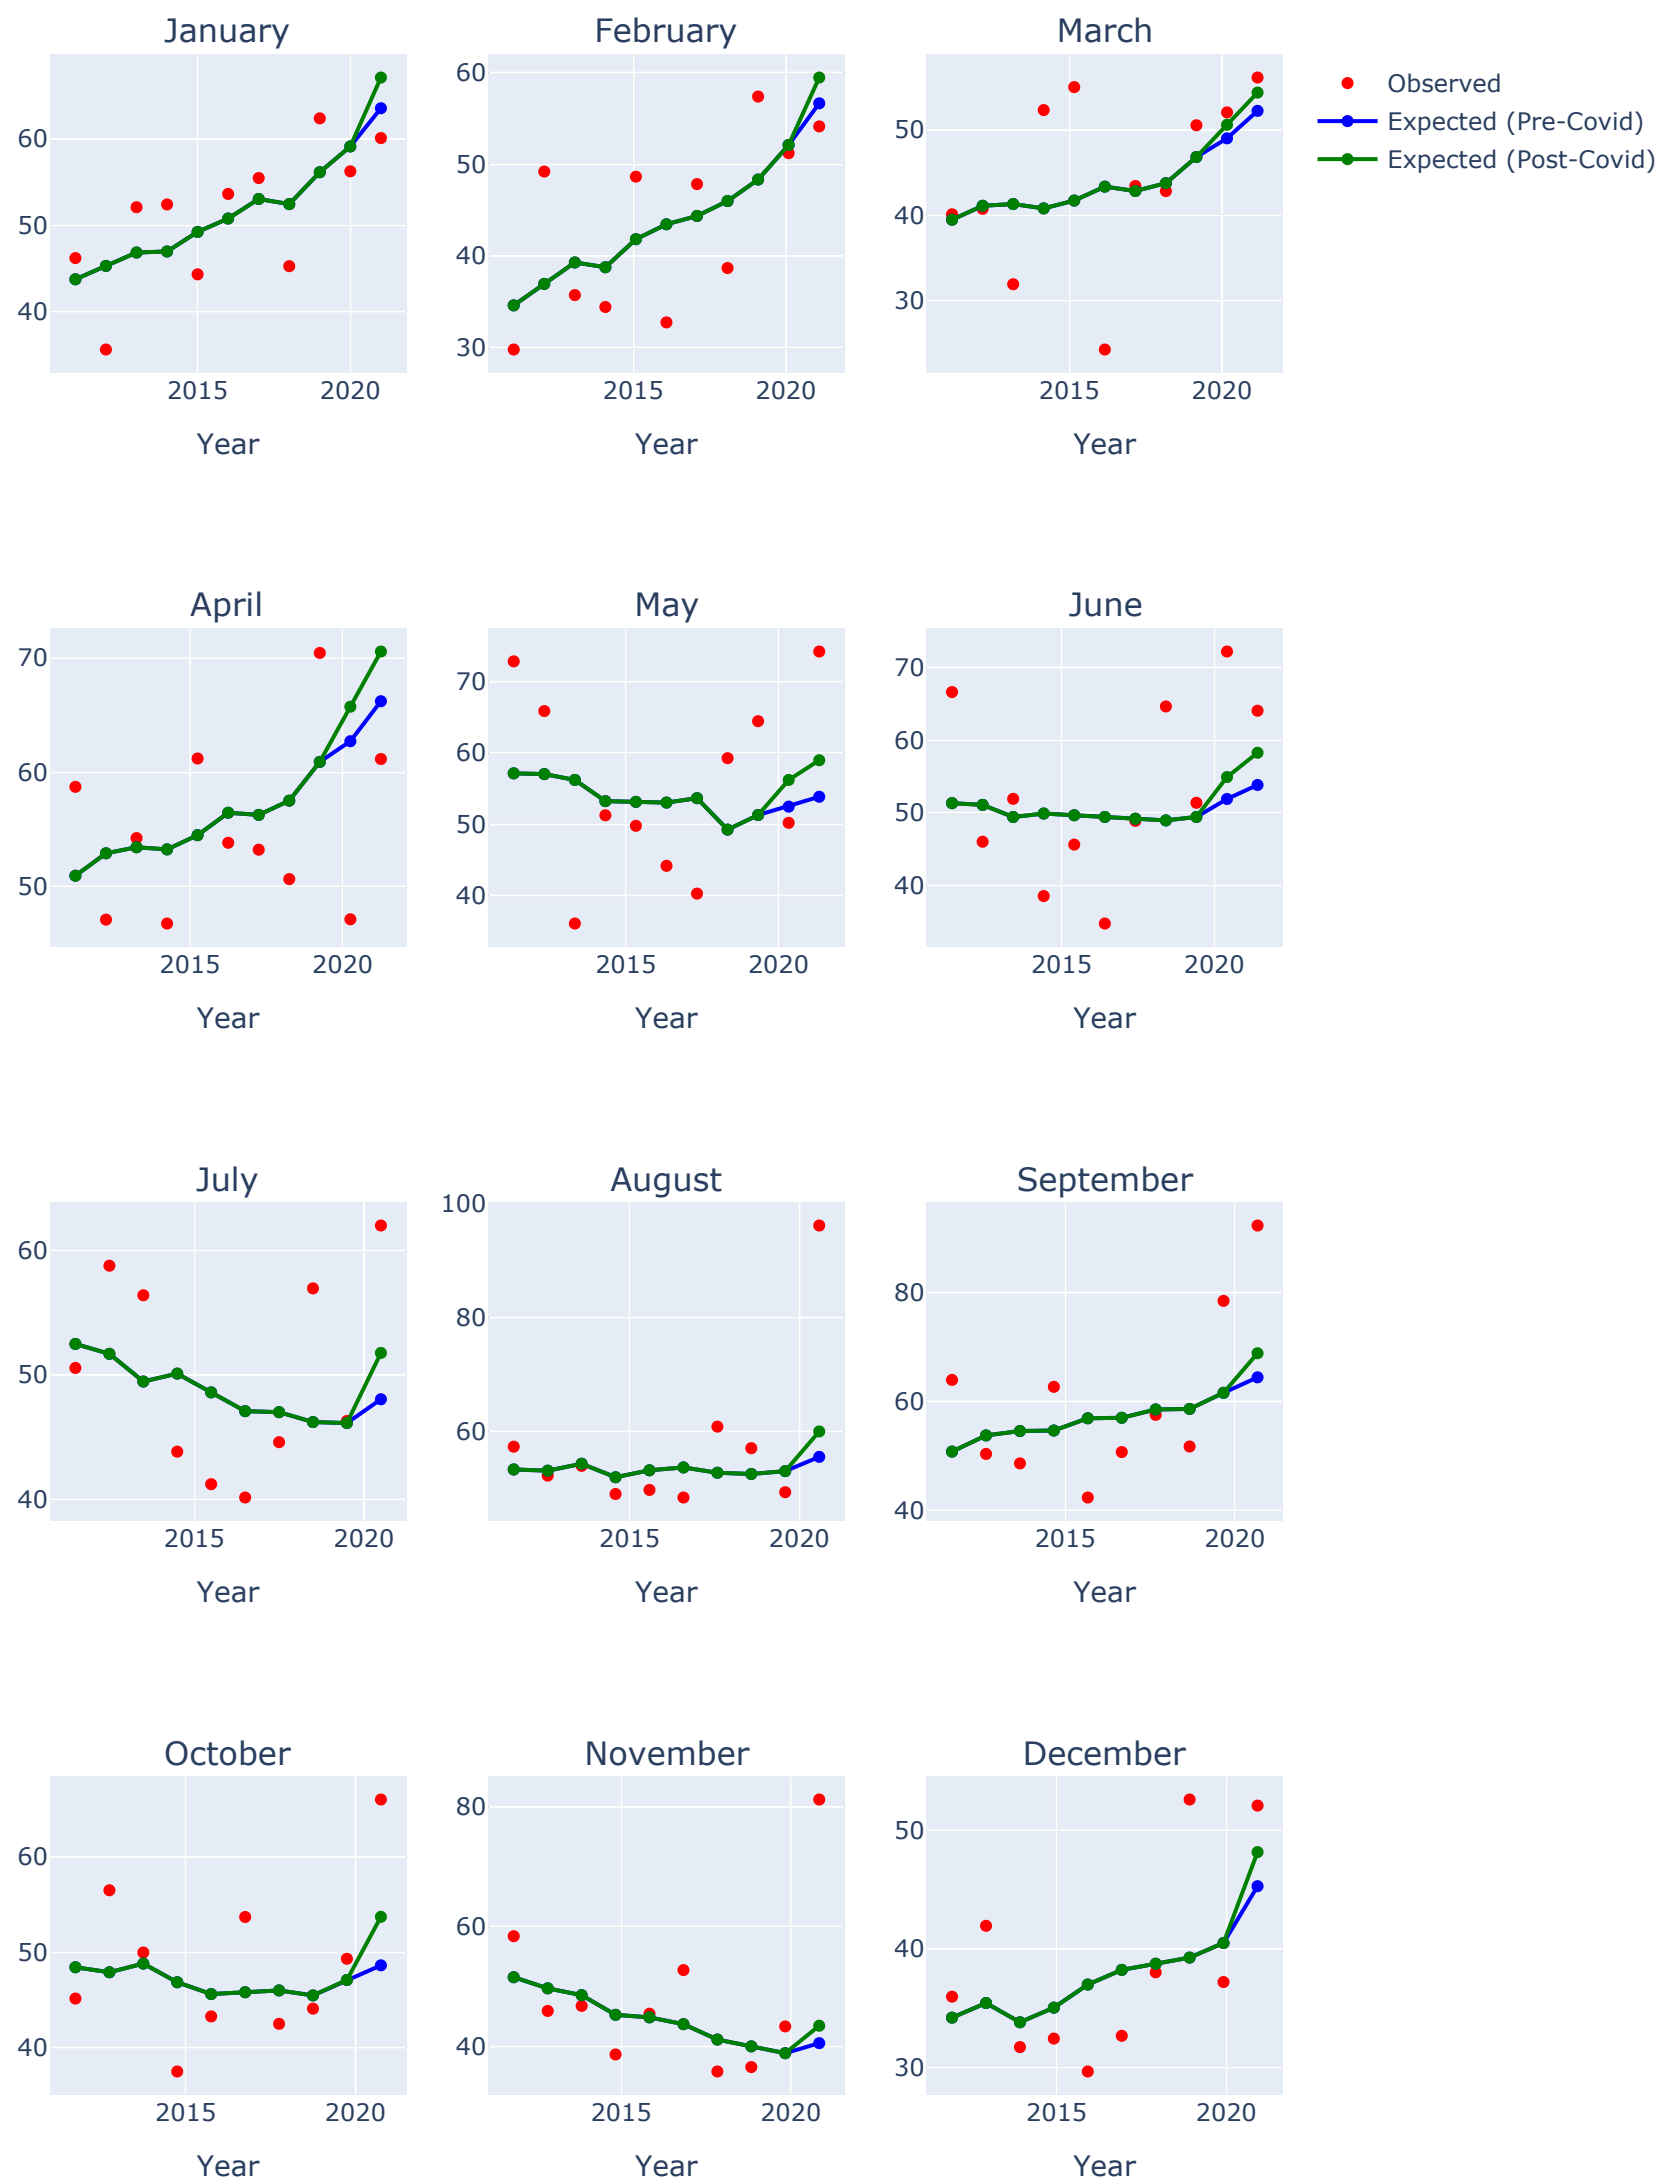 January
February
March
60
50
40
2015
2020
Year
60
50
40
30
2015
2020
Year
50
40
30
2015
2020
Year
Observed
Expected (Pre-Covid)
Expected (Post-Covid)
April
May
June
70
60
50
2015
2020
Year
70
60
50
40
2015
2020
Year
70
60
50
40
2015
2020
Year
July
August
September
60
50
40
2015
2020
Year
100
80
60
2015
2020
Year
80
60
40
2015
2020
Year
October
November
December
60
50
40
2015
2020
Year
80
60
40
2015
2020
Year
50
40
30
2015
2020
Year